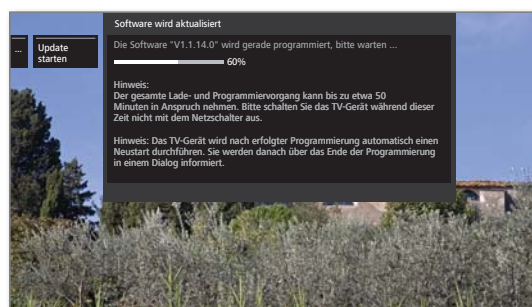 Software wird aktualisiert
...
Update
starten
Die Software "V1.1.14.0" wird gerade programmiert, bitte warten ...
60%
Hinweis:
Der gesamte Lade- und Programmiervorgang kann bis zu etwa 50
Minuten in Anspruch nehmen. Bitte schalten Sie das TV-Gerät während dieser
Zeit nicht mit dem Netzschalter aus.
Hinweis: Das TV-Gerät wird nach erfolgter Programmierung automatisch einen
Neustart durchführen. Sie werden danach über das Ende der Programmierung
in einem Dialog informiert.